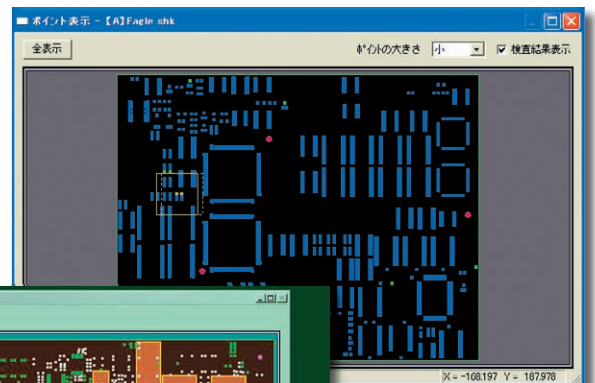 ポイント表示 - 【A】Eagle.shk
全表示
ﾎﾟｲﾝﾄの大きさ 小 検査結果表示
X = -168.197 Y = 187.978